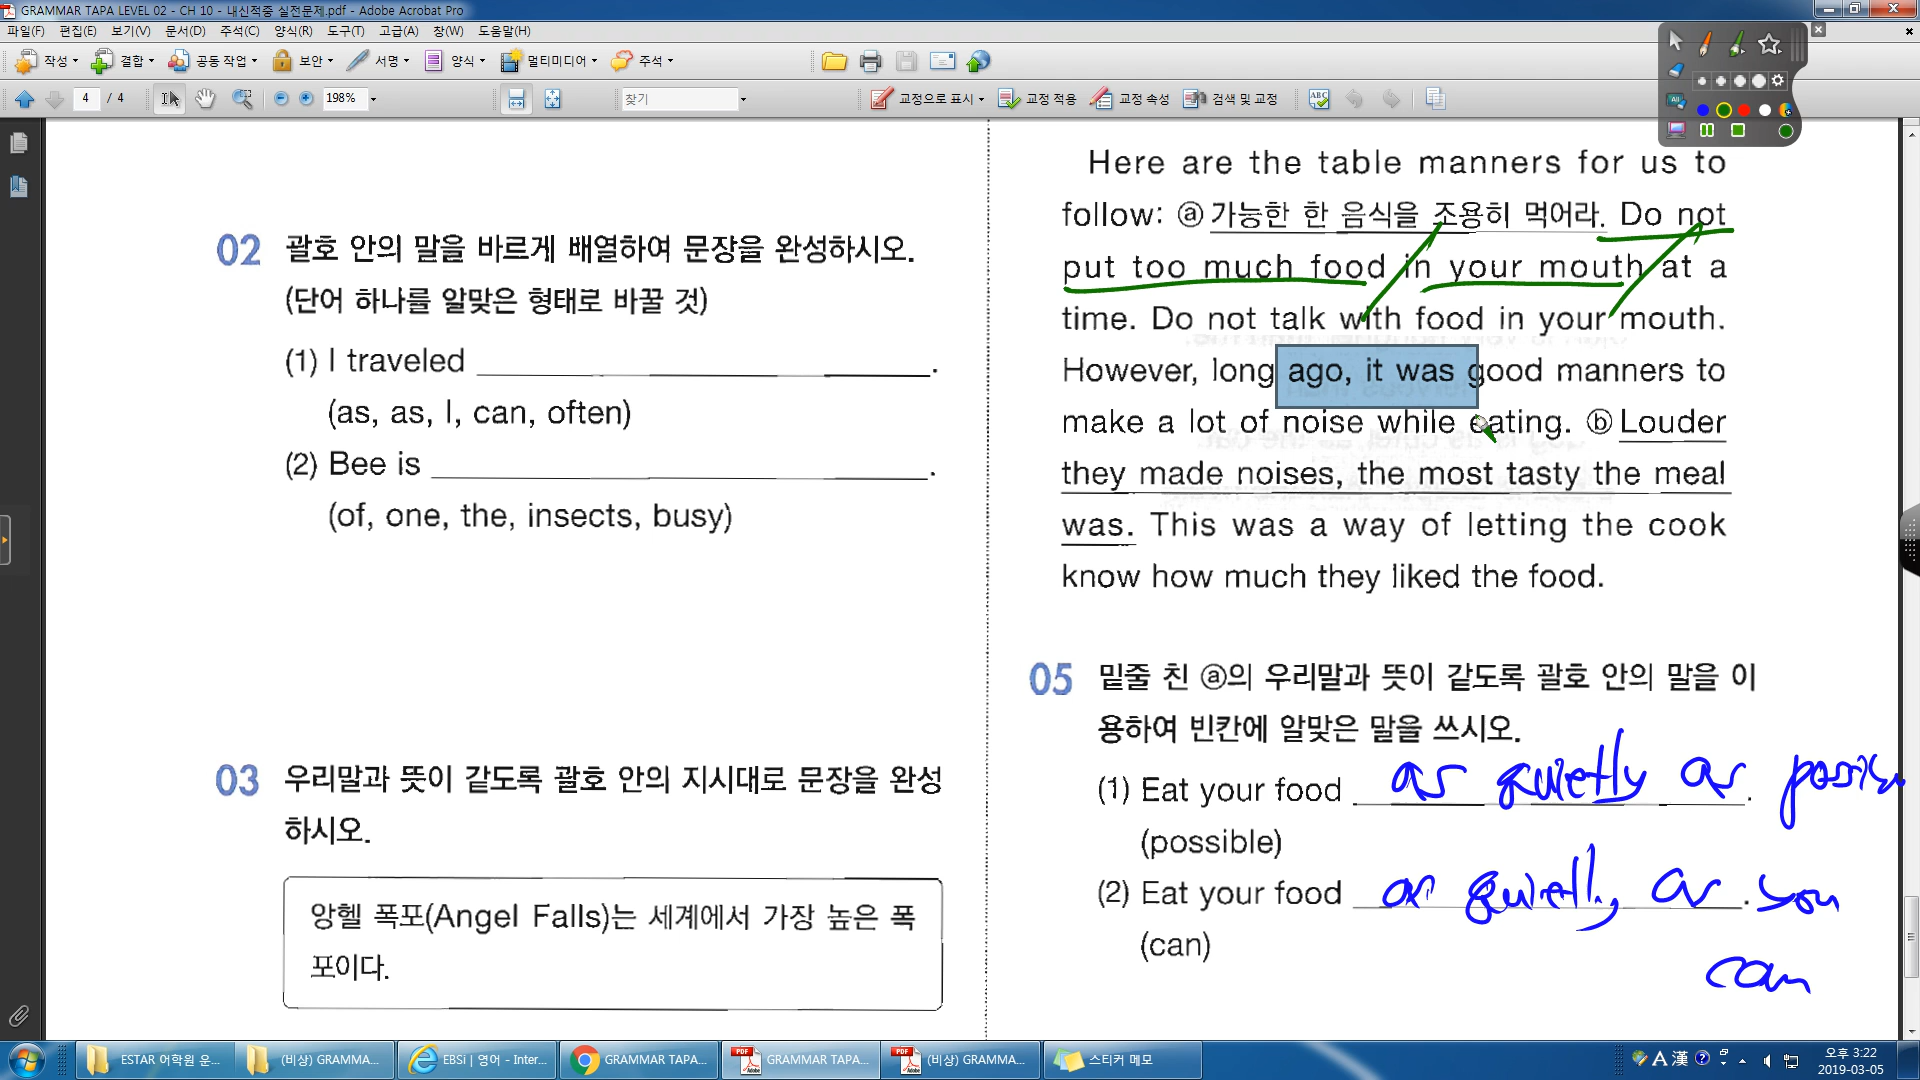 GRAMMAR TAPA LEVEL 02 - CH 10 - 내신적중 실전문제.pdf - Adobe Acrobat Pro
파일(F) 편집(E) 보기(V) 문서(D) 주석(C) 양식(R) 도구(T) 고급(A) 창(W) 도움말(H)
작성 결합 공동 작업 보안 서명 양식 멀티미디어 주석
4 / 4 198% 찾기 교정으로 표시 교정 적용 교정 속성 검색 및 교정
02 괄호 안의 말을 바르게 배열하여 문장을 완성하시오.
(단어 하나를 알맞은 형태로 바꿀 것)
(1) I traveled ____________.
(as, as, I, can, often)
(2) Bee is ____________.
(of, one, the, insects, busy)
03 우리말과 뜻이 같도록 괄호 안의 지시대로 문장을 완성
하시오.
앙헬 폭포(Angel Falls)는 세계에서 가장 높은 폭
포이다.
Here are the table manners for us to
follow: ⓐ 가능한 한 음식을 조용히 먹어라. Do not
put too much food in your mouth at a
time. Do not talk with food in your mouth.
However, long ago, it was good manners to
make a lot of noise while eating. ⓑ Louder
they made noises, the most tasty the meal
was. This was a way of letting the cook
know how much they liked the food.
05 밑줄 친 ⓐ의 우리말과 뜻이 같도록 괄호 안의 말을 이
용하여 빈칸에 알맞은 말을 쓰시오.
(1) Eat your food as quietly as .
(possible)
(2) Eat your food as quietly as . you
(can)
can
ESTAR 어학원 운... (비상) GRAMMA... EBSi | 영어 - Inter... GRAMMAR TAPA... GRAMMAR TAPA... (비상) GRAMMA... 스티커 메모
A 漢
오후 3:22
2019-03-05